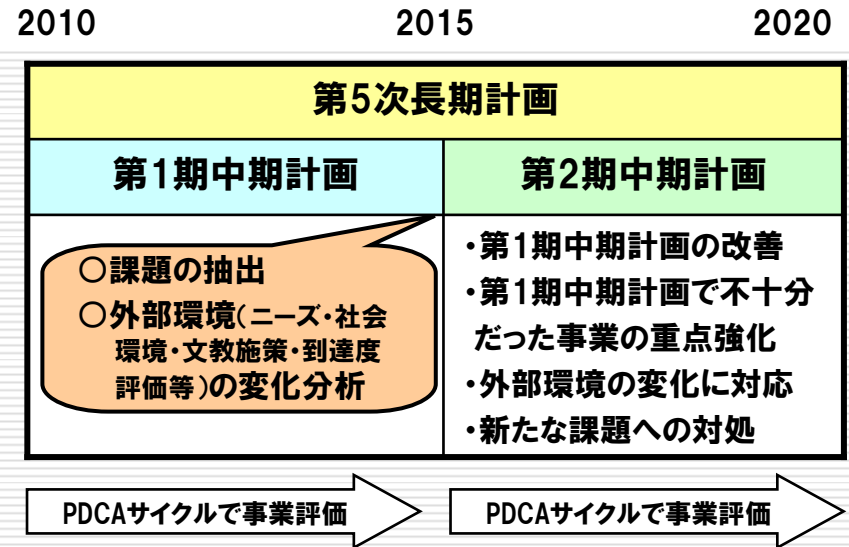 2010 2015 2020
第5次長期計画
第1期中期計画 第2期中期計画
○課題の抽出
○外部環境(ニーズ・社会
環境・文教施策・到達度
評価等)の変化分析
・第1期中期計画の改善
・第1期中期計画で不十分
だった事業の重点強化
・外部環境の変化に対応
・新たな課題への対処
PDCAサイクルで事業評価 PDCAサイクルで事業評価